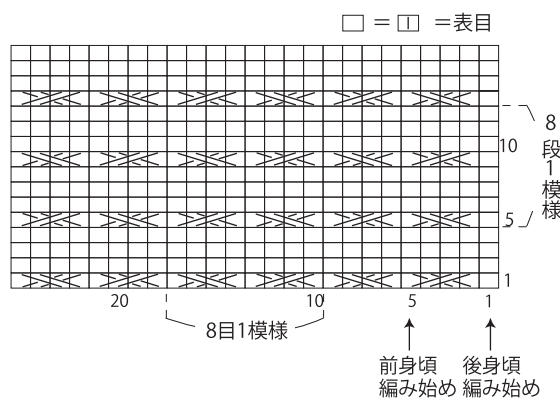 □ = ｜ =表目
8段1模様
10
5
1
20 10 5 1
8目1模様
前身頃 後身頃
編み始め 編み始め